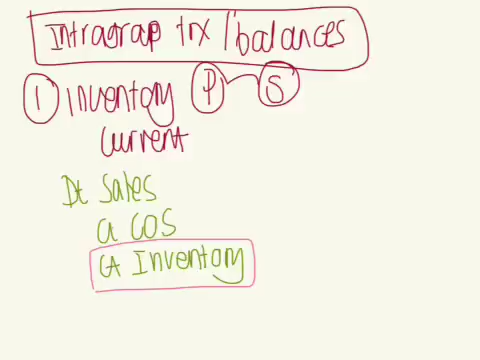 Intragrap trx / balances
1 Inventory P S
Current
Dt Sales
Ct COS
Ct Inventory